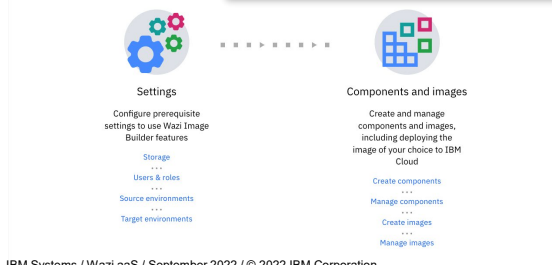 Settings
Configure prerequisite
settings to use Wazi Image
Builder features
Storage
...
Users & roles
...
Source environments
...
Target environments
Components and images
Create and manage
components and images,
including deploying the
image of your choice to IBM
Cloud
Create components
...
Manage components
...
Create images
...
Manage images
IBM Systems / Wazi aaS / September 2022 / © 2022 IBM Corporation